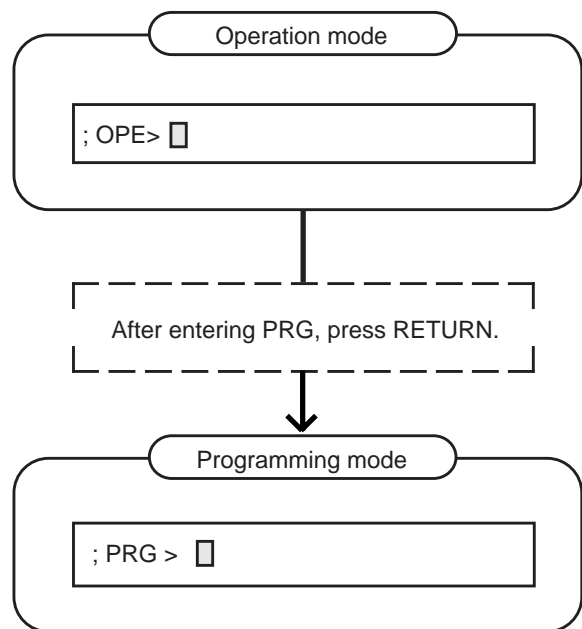 Operation mode
; OPE>
After entering PRG, press RETURN.
Programming mode
; PRG >